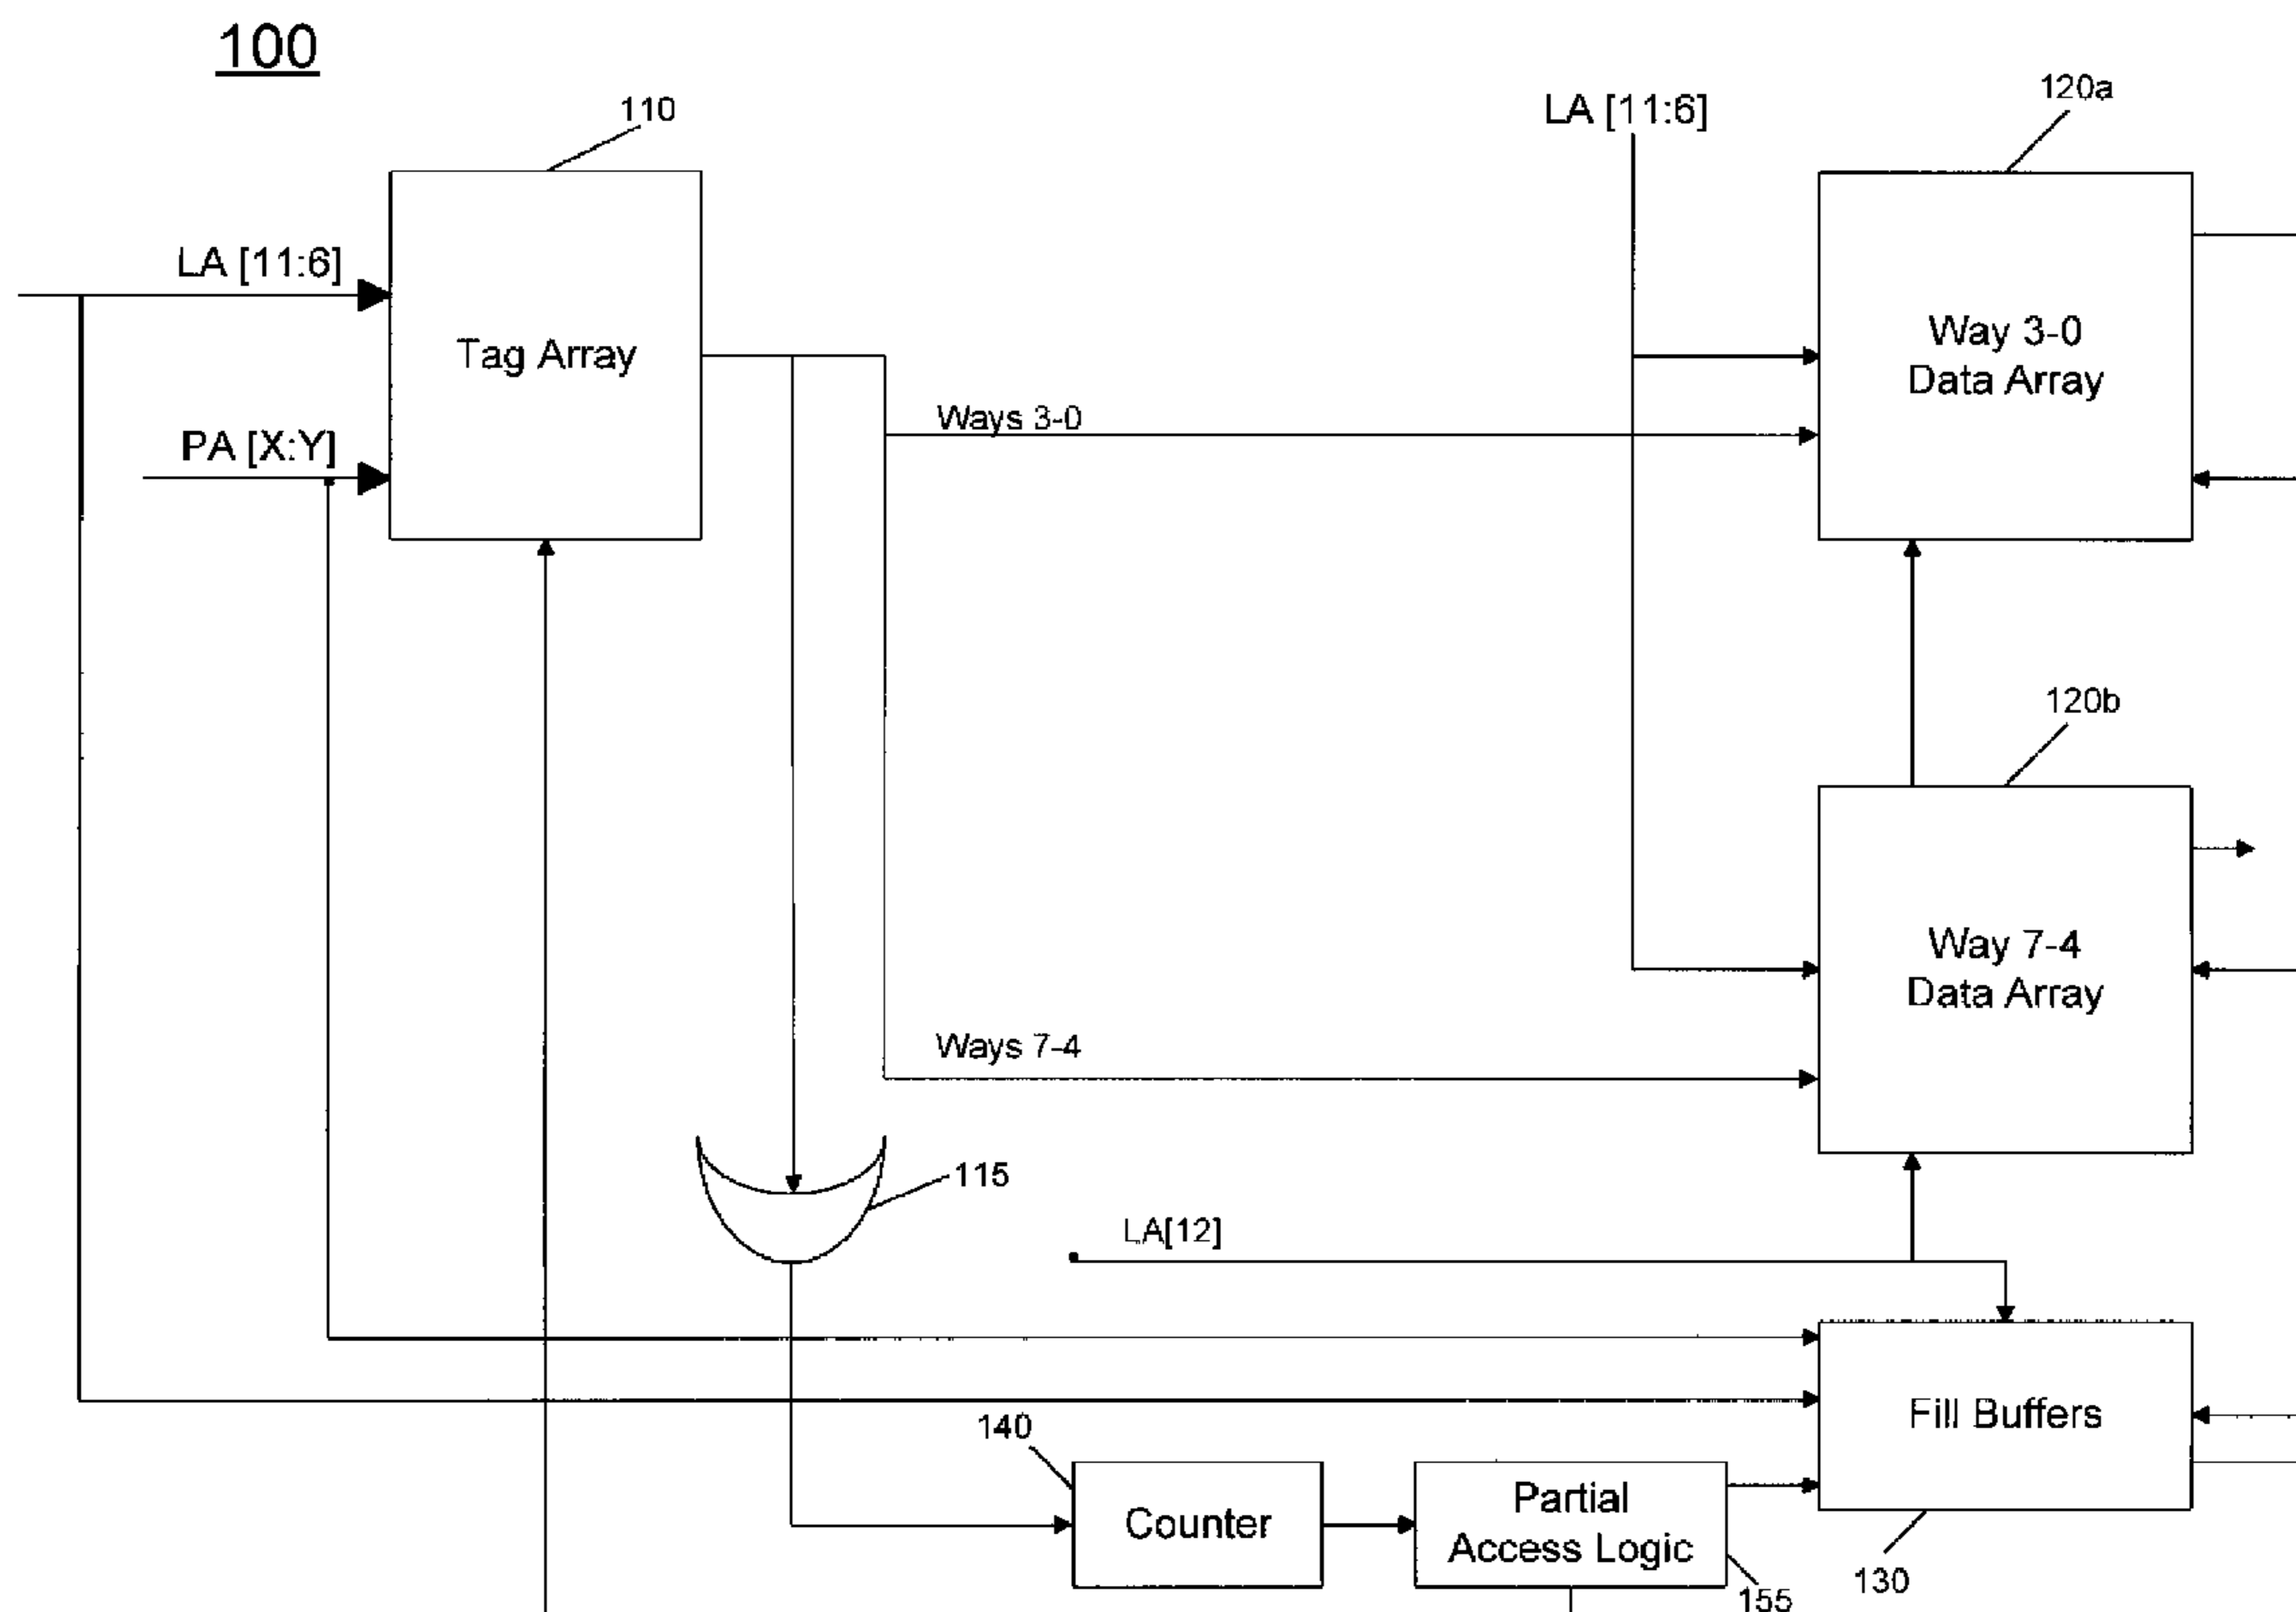 100
110
120a
LA [11:6]
LA [11:6]
Way 3-0
Data Array
Tag Array
Ways 3-0
PA [X:Y]
120b
Way 7-4
Data Array
Ways 7-4
115
LA[12]
Fill Buffers
140
Partial
Access Logic
Counter
130
155